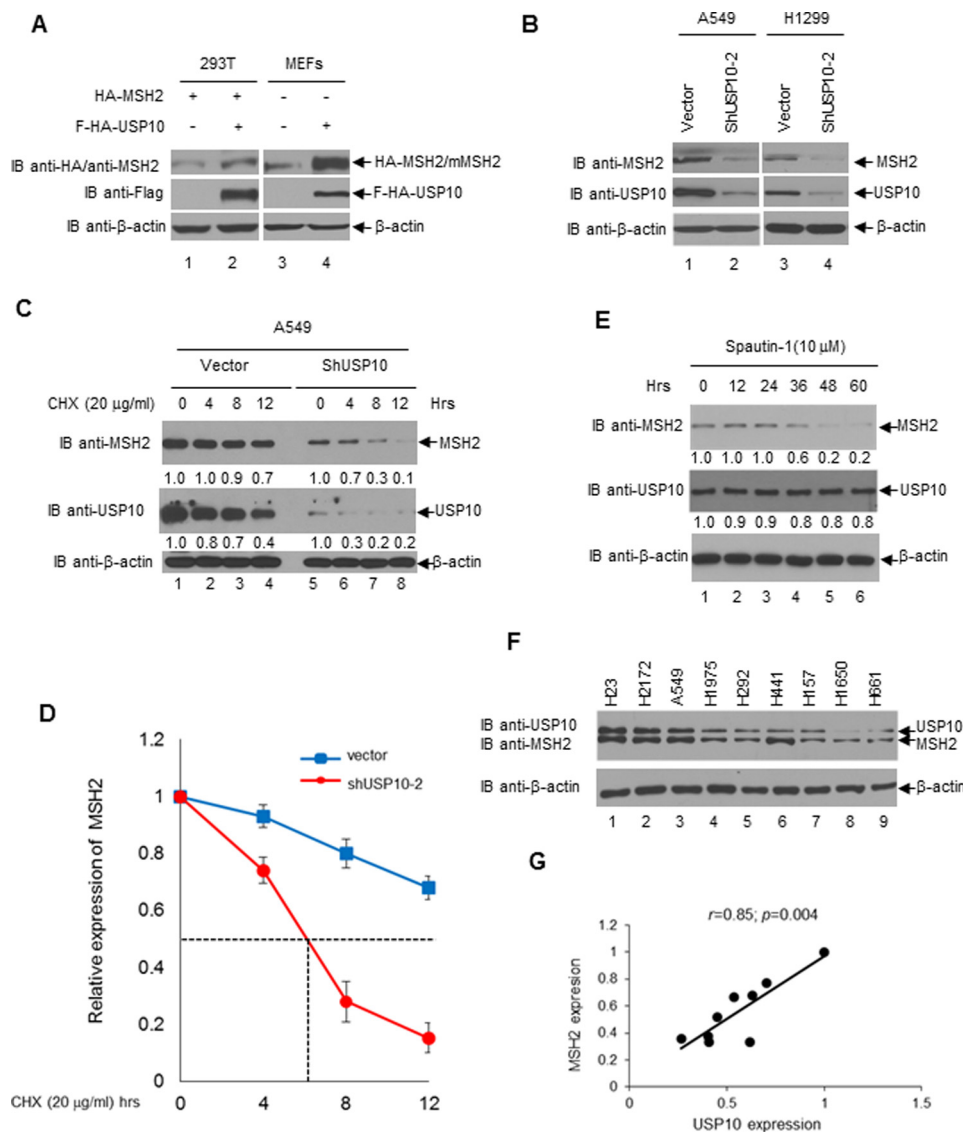 A
293T MEFs
HA-MSH2 + + - -
F-HA-USP10 - + - +
IB anti-HA/anti-MSH2 HA-MSH2/mMSH2
IB anti-Flag F-HA-USP10
IB anti-β-actin β-actin
1 2 3 4
B
A549 H1299
Vector ShUSP10-2 Vector ShUSP10-2
IB anti-MSH2 MSH2
IB anti-USP10 USP10
IB anti-β-actin β-actin
1 2 3 4
C
A549
Vector ShUSP10
CHX (20 μg/ml) 0 4 8 12 0 4 8 12 Hrs
IB anti-MSH2 MSH2
1.0 1.0 0.9 0.7 1.0 0.7 0.3 0.1
IB anti-USP10 USP10
1.0 0.8 0.7 0.4 1.0 0.3 0.2 0.2
IB anti-β-actin β-actin
1 2 3 4 5 6 7 8
E
Spautin-1(10 μM)
Hrs 0 12 24 36 48 60
IB anti-MSH2 MSH2
1.0 1.0 1.0 0.6 0.2 0.2
IB anti-USP10 USP10
1.0 0.9 0.9 0.8 0.8 0.8
IB anti-β-actin β-actin
1 2 3 4 5 6
D
vector
shUSP10-2
Relative expression of MSH2
1.2
1
0.8
0.6
0.4
0.2
0
CHX (20 μg/ml) hrs 0 4 8 12
F
H23 H2172 A549 H1975 H292 H441 H157 H1650 H661
IB anti-USP10 USP10
IB anti-MSH2 MSH2
IB anti-β-actin β-actin
1 2 3 4 5 6 7 8 9
G
r=0.85; p=0.004
MSH2 expresion
1.2
1
0.8
0.6
0.4
0.2
0
0 0.5 1 1.5
USP10 expression